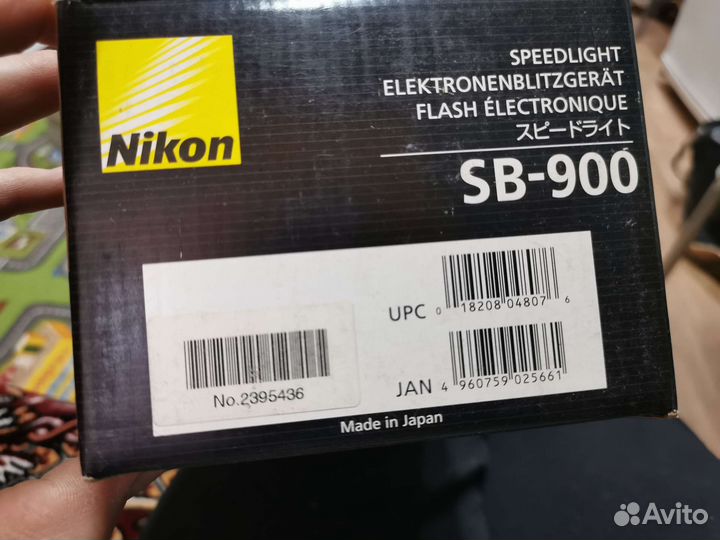 Nikon
SPEEDLIGHT
ELEKTRONENBLITZGERÄT
FLASH ÉLECTRONIQUE
スピードライト
SB-900
UPC 0 18208 04807 6
No.2395436
JAN 4 960759 025661
Made in Japan
Avito